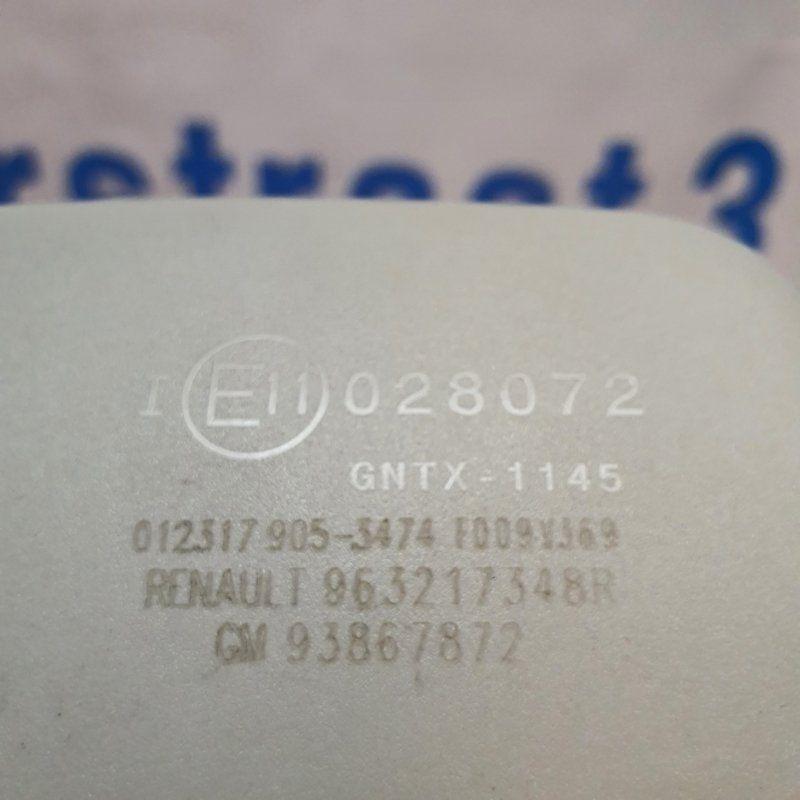 I E11 028072
GNTX-1145
012317 905-3474
RENAULT 963217348R
GM 93867872